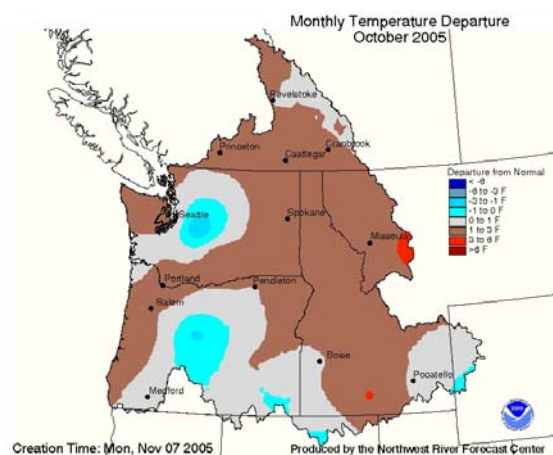 Monthly Temperature Departure
October 2005
Revelstoke
Cranbrook
Princeton
Castlegar
Departure from Normal
< -6
-6 to -3 F
-3 to -1 F
-1 to 0 F
0 to 1 F
1 to 3 F
3 to 6 F
>6 F
Seattle
Spokane
Missoula
Portland
Pendleton
Salem
Boise
Pocatello
Medford
Creation Time: Mon, Nov 07 2005
Produced by the Northwest River Forecast Center